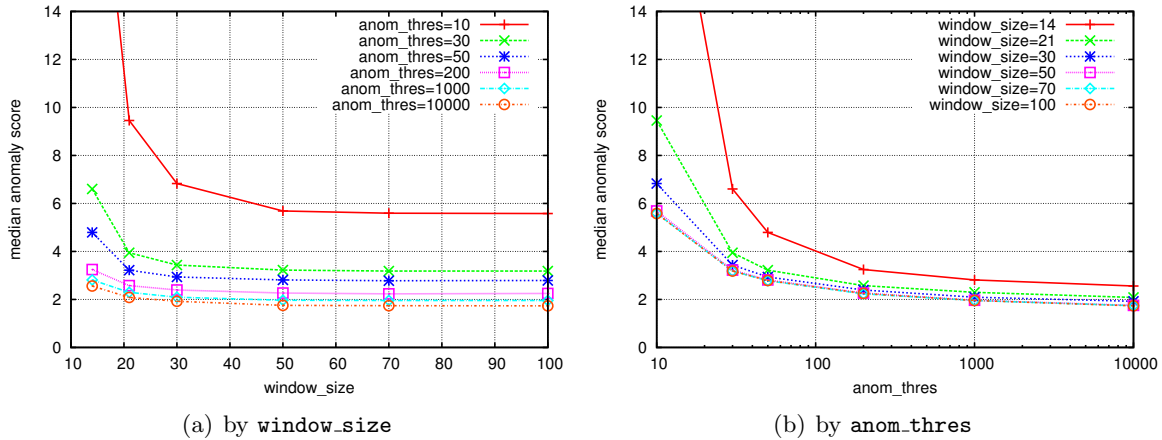 14
12
10
8
6
4
2
0
median anomaly score
10 20 30 40 50 60 70 80 90 100
window_size
anom_thres=10
anom_thres=30
anom_thres=50
anom_thres=200
anom_thres=1000
anom_thres=10000
(a) by window_size
14
12
10
8
6
4
2
0
median anomaly score
10 100 1000 10000
anom_thres
window_size=14
window_size=21
window_size=30
window_size=50
window_size=70
window_size=100
(b) by anom_thres